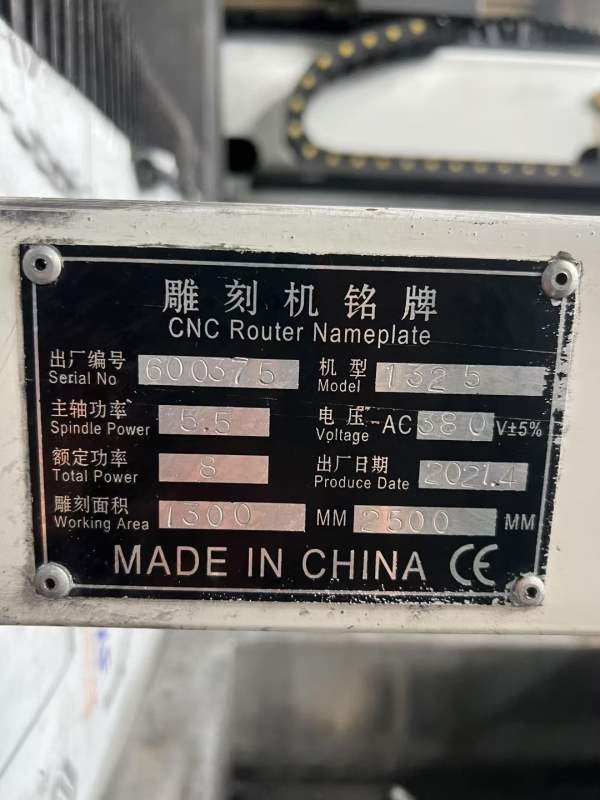 雕刻机铭牌
CNC Router Nameplate
出厂编号 600375 机型 1325
Serial No Model
主轴功率 5.5 电压 -AC 380 V±5%
Spindle Power Voltage
额定功率 8 出厂日期 2021.4
Total Power Produce Date
雕刻面积 1300 MM 2500 MM
Working Area
MADE IN CHINA CE